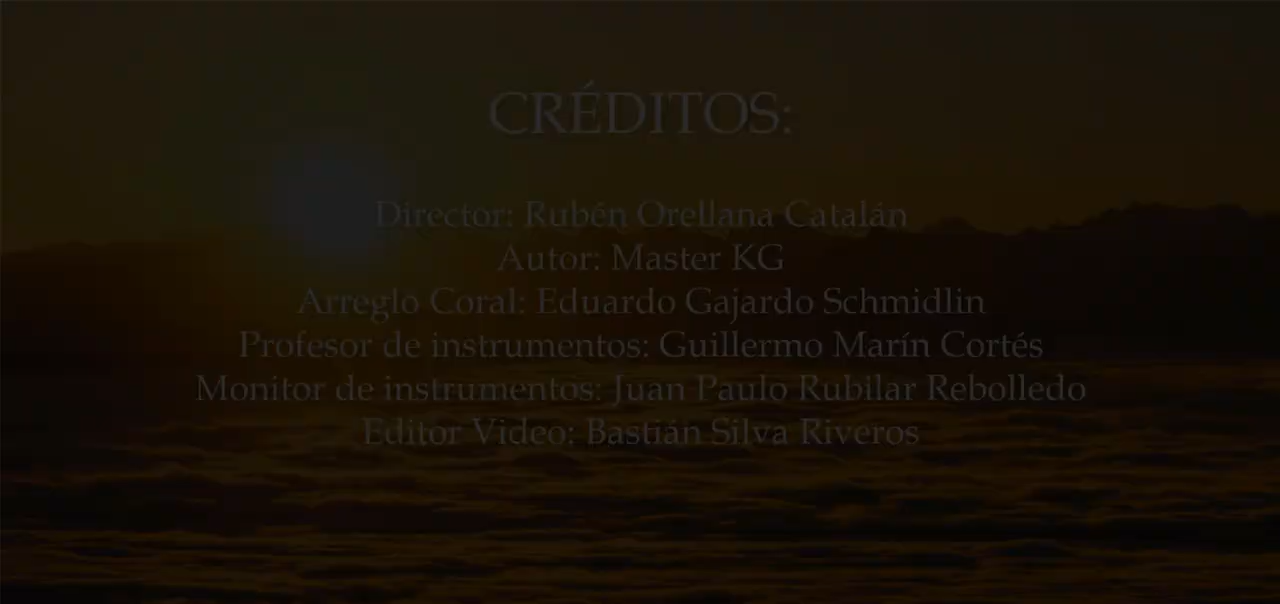 CRÉDITOS:
Director: Rubén Orellana Catalán
Autor: Master KG
Arreglo Coral: Eduardo Gajardo Schmidlin
Profesor de instrumentos: Guillermo Marín Cortés
Monitor de instrumentos: Juan Paulo Rubilar Rebolledo
Editor Video: Bastián Silva Riveros